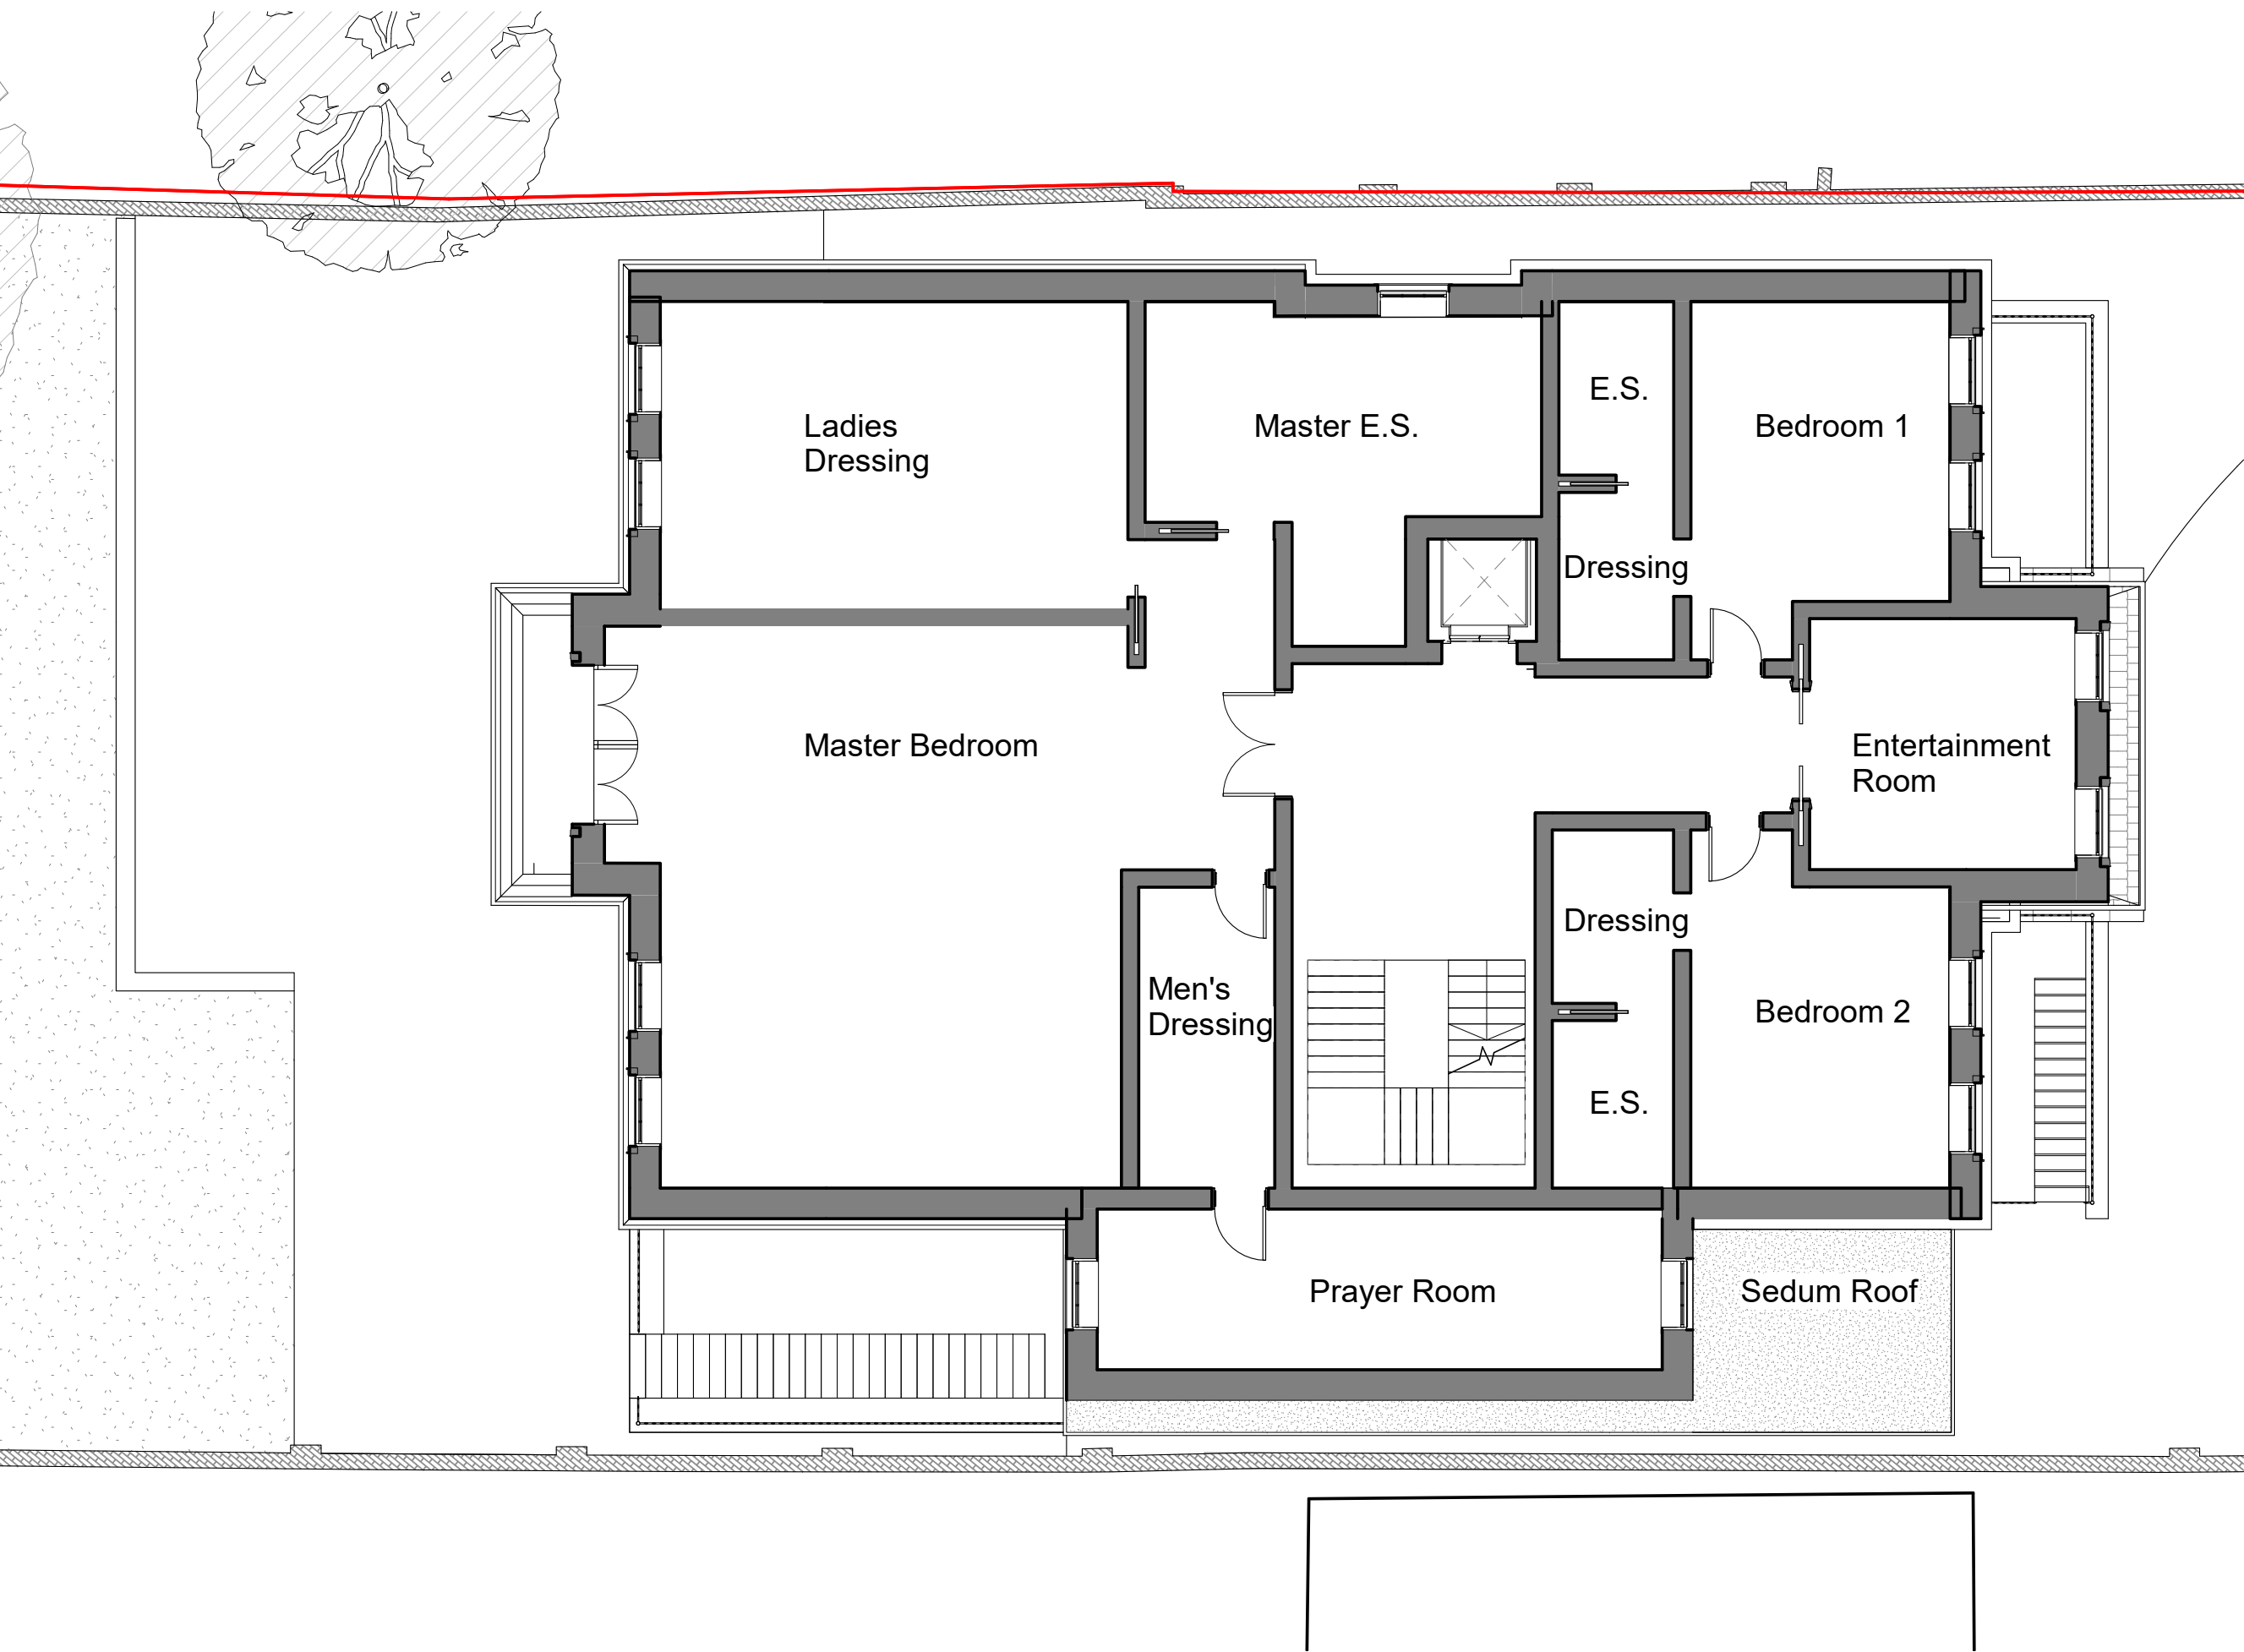 E.S.
Ladies
Dressing
Master E.S.
Bedroom 1
Dressing
Master Bedroom
Entertainment
Room
Dressing
Men's
Dressing
Bedroom 2
E.S.
Prayer Room
Sedum Roof